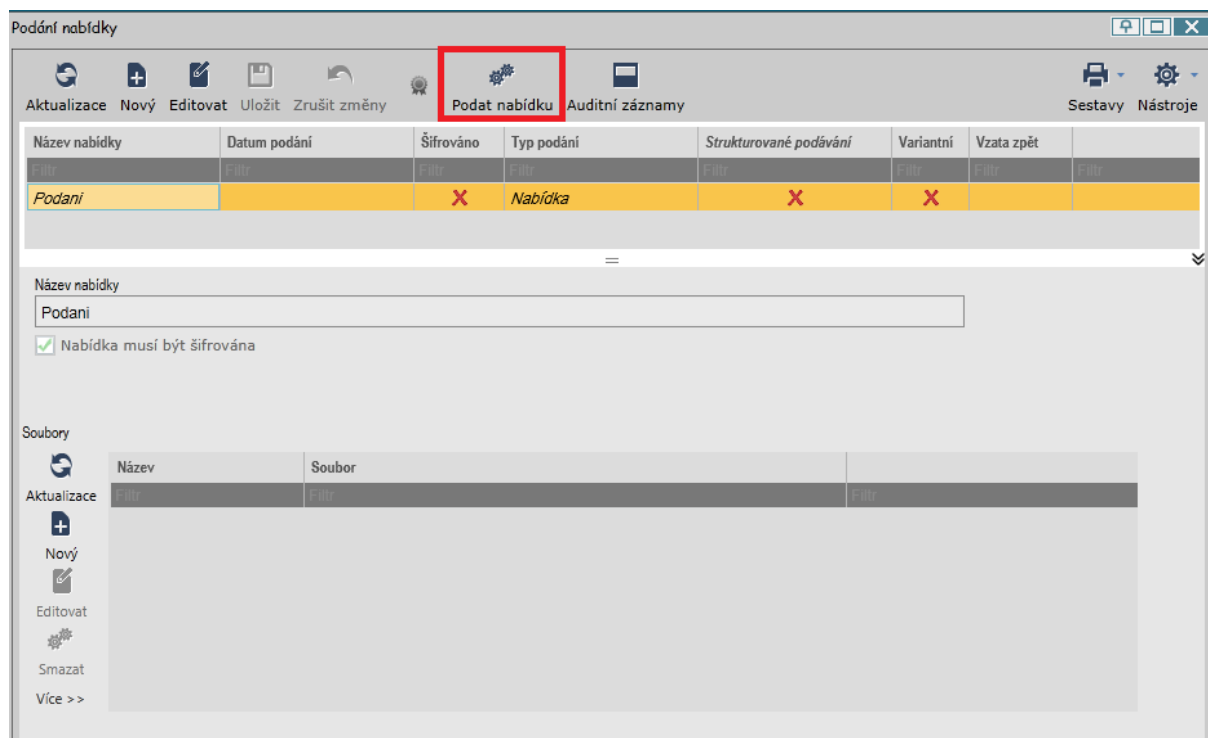 Podání nabídky
Aktualizace Nový Editovat Uložit Zrušit změny Podat nabídku Auditní záznamy Sestavy Nástroje
Název nabídky Datum podání Šifrováno Typ podání Strukturované podávání Variantní Vzata zpět
Filtr Filtr Filtr Filtr Filtr Filtr Filtr Filtr
Podani Nabídka
Název nabídky
Podani
Nabídka musí být šifrována
Soubory
Název Soubor
Aktualizace Filtr Filtr Filtr
Nový
Editovat
Smazat
Více >>